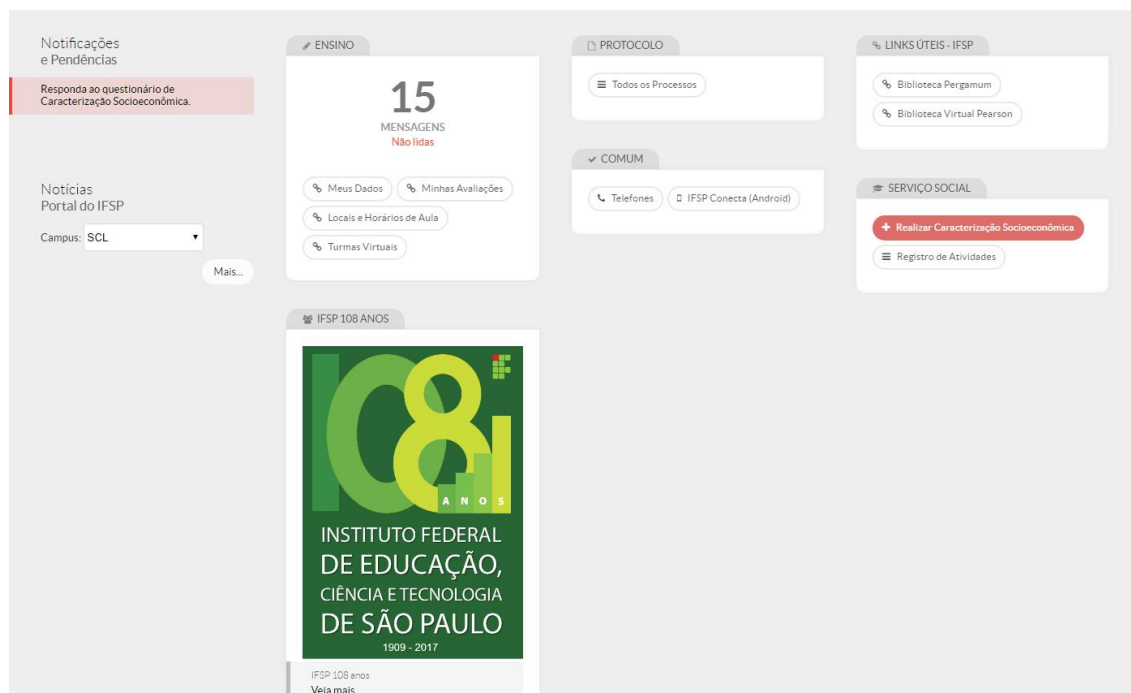 Notificações
e Pendências
Responda ao questionário de
Caracterização Socioeconômica.
Notícias
Portal do IFSP
Campus: SCL
Mais...
ENSINO
15
MENSAGENS
Não lidas
Meus Dados
Minhas Avaliações
Locais e Horários de Aula
Turmas Virtuais
IFSP 108 ANOS
108
ANOS
INSTITUTO FEDERAL
DE EDUCAÇÃO,
CIÊNCIA E TECNOLOGIA
DE SÃO PAULO
1909 - 2017
IFSP 108 anos
Veja mais
PROTOCOLO
Todos os Processos
COMUM
Telefones
IFSP Conecta (Android)
LINKS ÚTEIS - IFSP
Biblioteca Pergamum
Biblioteca Virtual Pearson
SERVIÇO SOCIAL
Realizar Caracterização Socioeconômica
Registro de Atividades